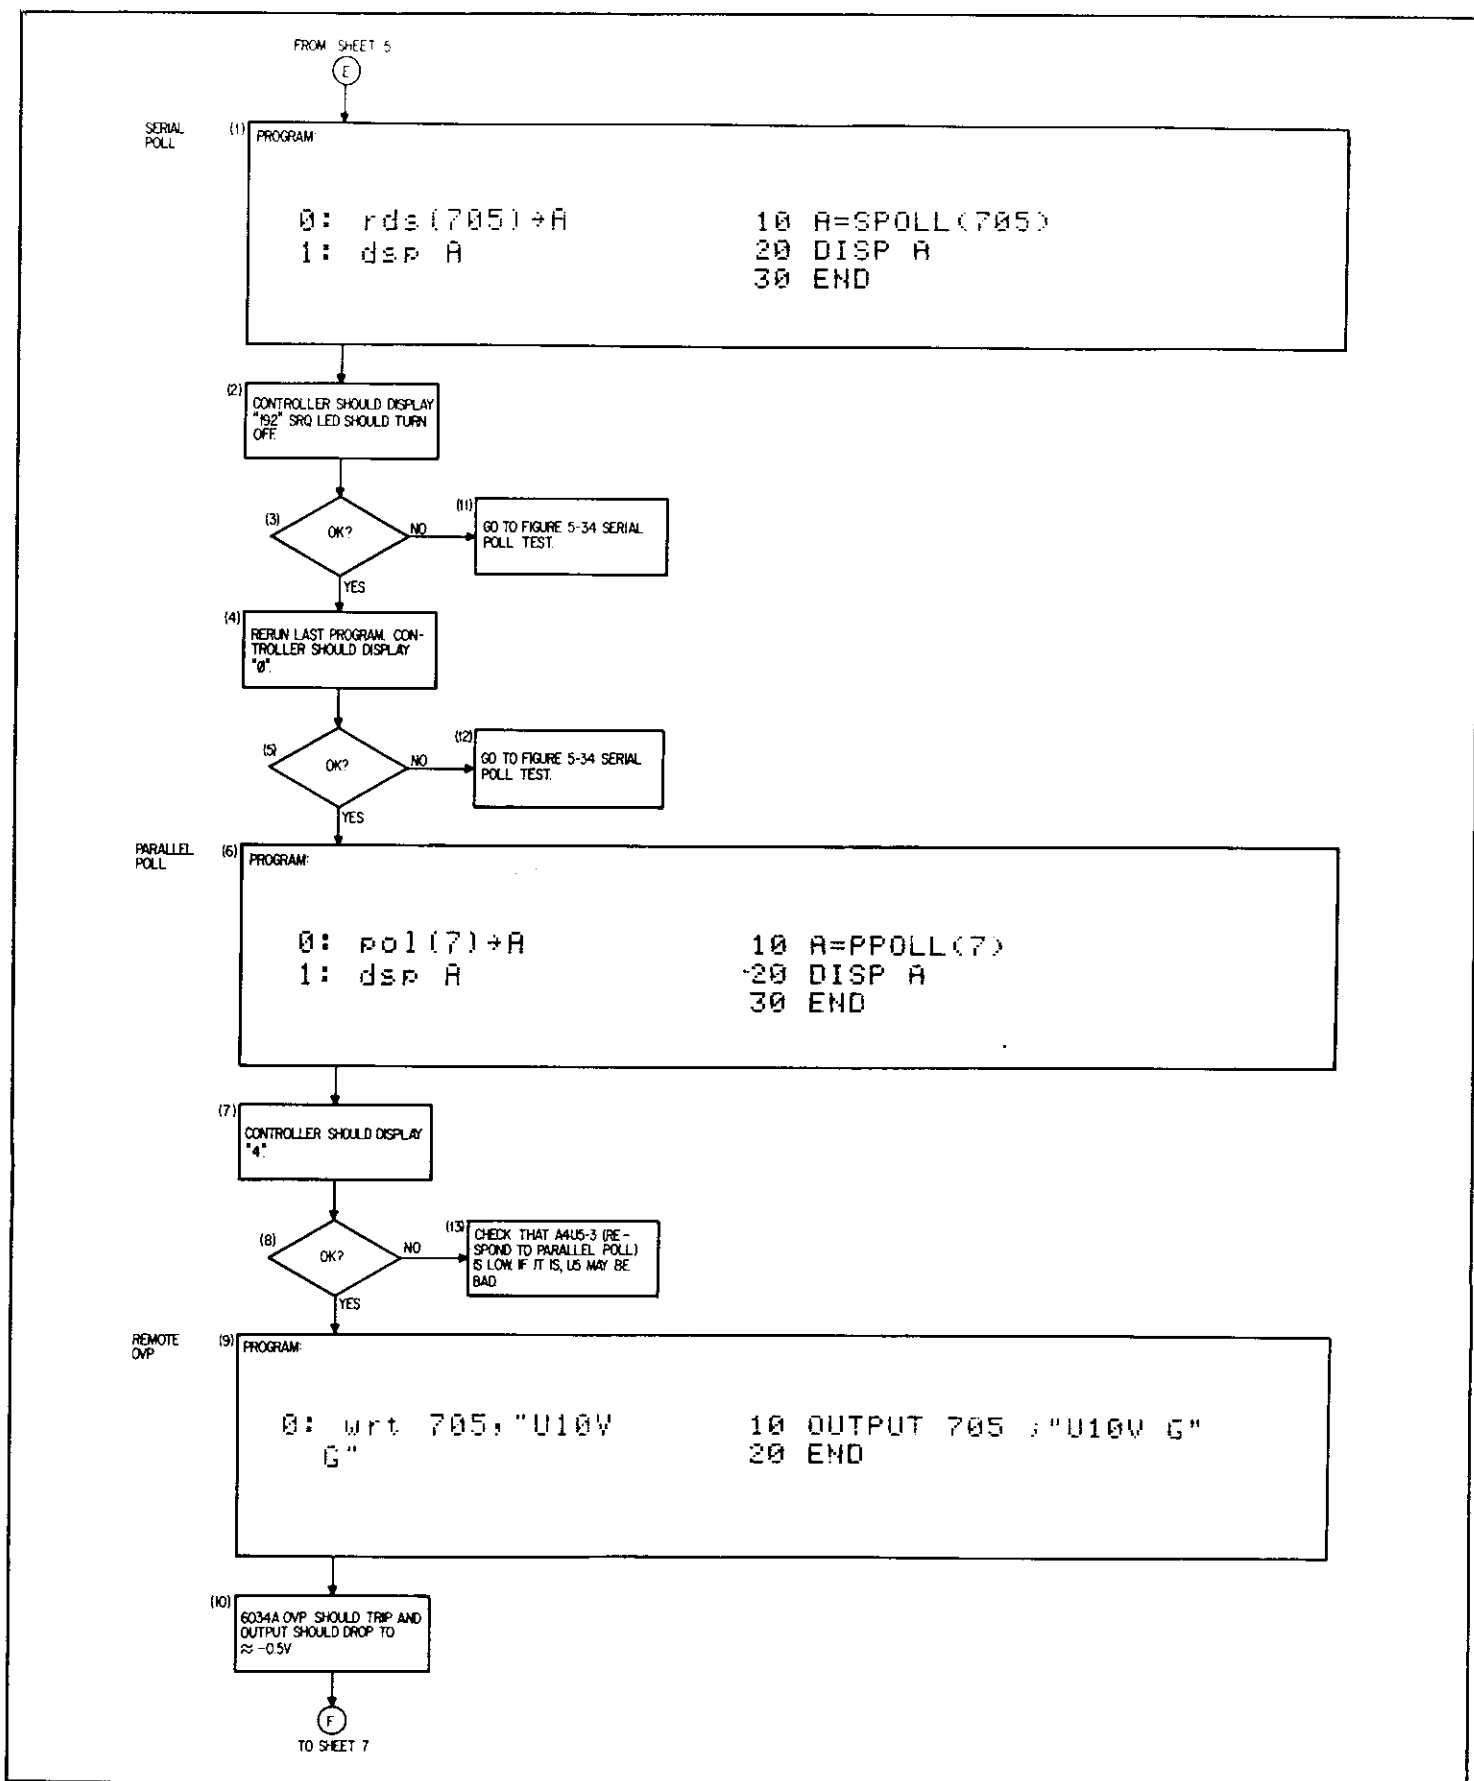 FROM SHEET 5
E
SERIAL
POLL
(1)
PROGRAM:
0: rds(705)→A
1: dsp A
10 A=SPOLL(705)
20 DISP A
30 END
(2)
CONTROLLER SHOULD DISPLAY
"192" SRQ LED SHOULD TURN
OFF.
(3)
OK?
NO
(11)
GO TO FIGURE 5-34 SERIAL
POLL TEST.
YES
(4)
RERUN LAST PROGRAM. CON-
TROLLER SHOULD DISPLAY
"0".
(5)
OK?
NO
(12)
GO TO FIGURE 5-34 SERIAL
POLL TEST.
YES
PARALLEL
POLL
(6)
PROGRAM:
0: pol(7)→A
1: dsp A
10 A=PPOLL(7)
20 DISP A
30 END
(7)
CONTROLLER SHOULD DISPLAY
"4".
(8)
OK?
NO
(13)
CHECK THAT A4U5-3 (RE-
SPOND TO PARALLEL POLL)
IS LOW. IF IT IS, U5 MAY BE
BAD.
YES
REMOTE
OVP
(9)
PROGRAM:
0: wrt 705,"U10V
G"
10 OUTPUT 705 ;"U10V G"
20 END
(10)
6034A OVP SHOULD TRIP AND
OUTPUT SHOULD DROP TO
≈ -0.5V
F
TO SHEET 7